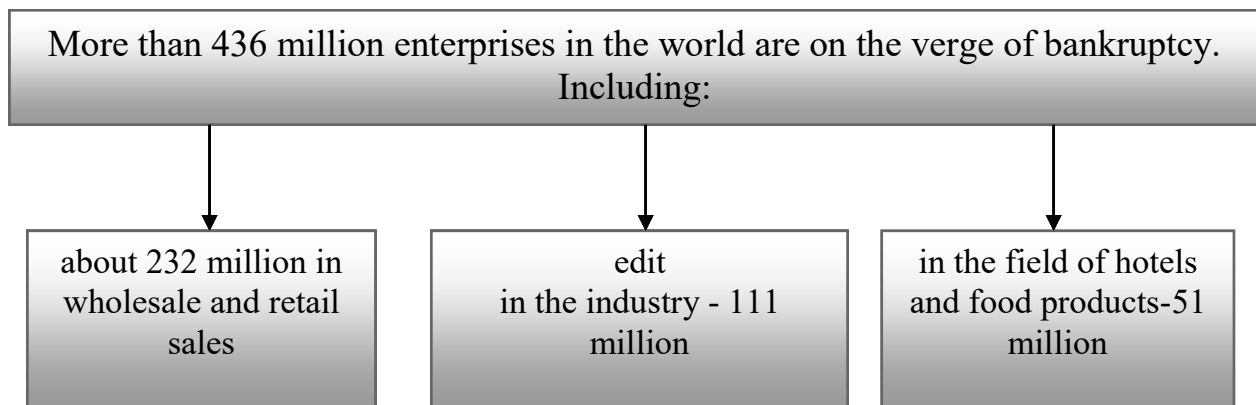 More than 436 million enterprises in the world are on the verge of bankruptcy.
Including:
about 232 million in
wholesale and retail
sales
edit
in the industry - 111
million
in the field of hotels
and food products-51
million